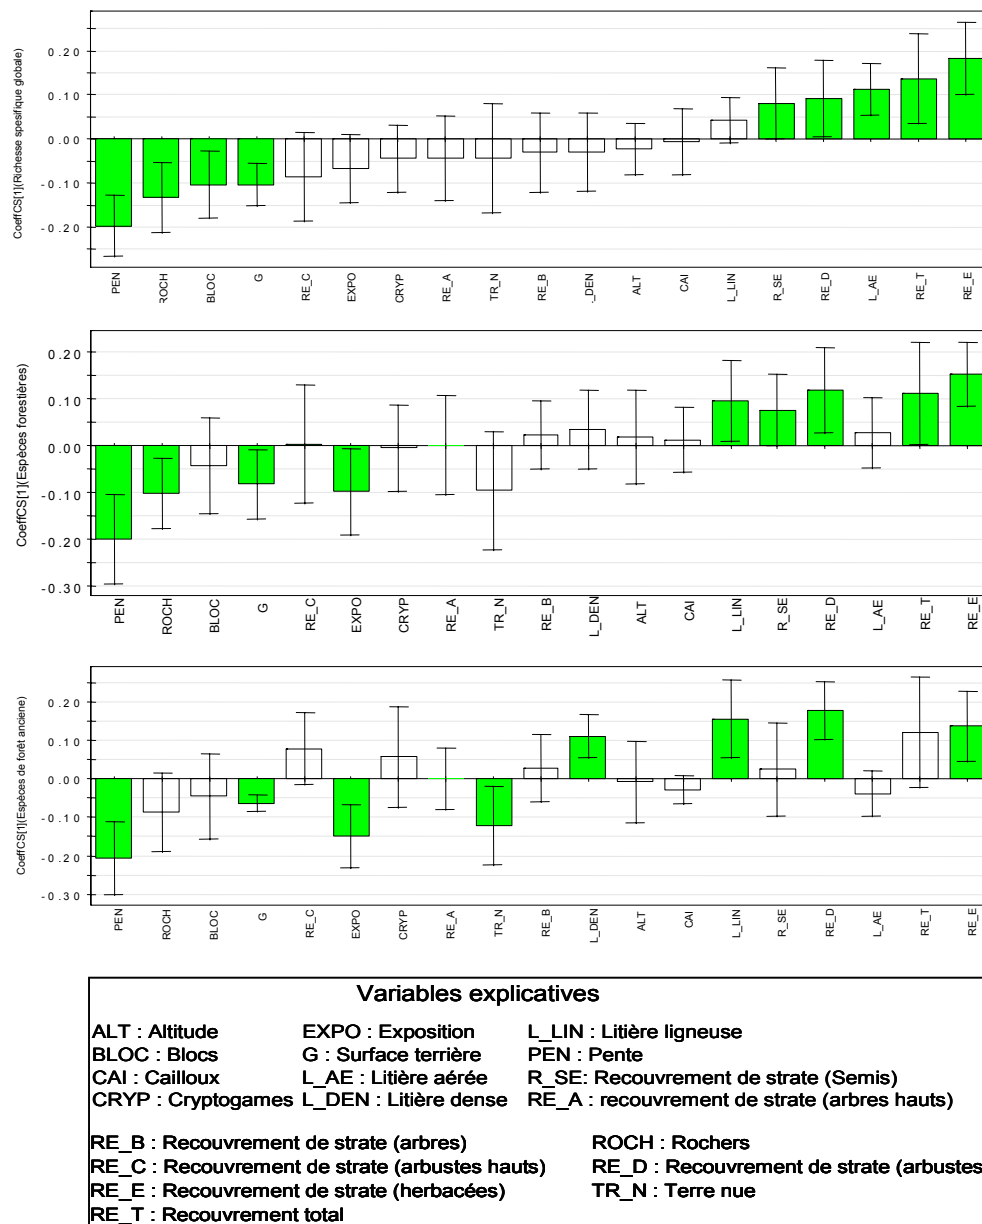 CoeffCS[1](Richesse spesifique globale)
0.20
0.10
0.00
-0.10
-0.20
PEN ROCH BLOC G RE_C EXPO CRYP RE_A TR_N RE_B L_DEN ALT CAI L_LIN R_SE RE_D L_AE RE_T RE_E
CoeffCS[1](Espèces forestières)
0.20
0.10
0.00
-0.10
-0.20
-0.30
PEN ROCH BLOC G RE_C EXPO CRYP RE_A TR_N RE_B L_DEN ALT CAI L_LIN R_SE RE_D L_AE RE_T RE_E
CoeffCS[1](Espèces de forêt anciene)
0.20
0.10
0.00
-0.10
-0.20
-0.30
PEN ROCH BLOC G RE_C EXPO CRYP RE_A TR_N RE_B L_DEN ALT CAI L_LIN R_SE RE_D L_AE RE_T RE_E
Variables explicatives
ALT : Altitude EXPO : Exposition L_LIN : Litière ligneuse
BLOC : Blocs G : Surface terrière PEN : Pente
CAI : Cailloux L_AE : Litière aérée R_SE: Recouvrement de strate (Semis)
CRYP : Cryptogames L_DEN : Litière dense RE_A : recouvrement de strate (arbres hauts)
RE_B : Recouvrement de strate (arbres) ROCH : Rochers
RE_C : Recouvrement de strate (arbustes hauts) RE_D : Recouvrement de strate (arbustes
RE_E : Recouvrement de strate (herbacées) TR_N : Terre nue
RE_T : Recouvrement total